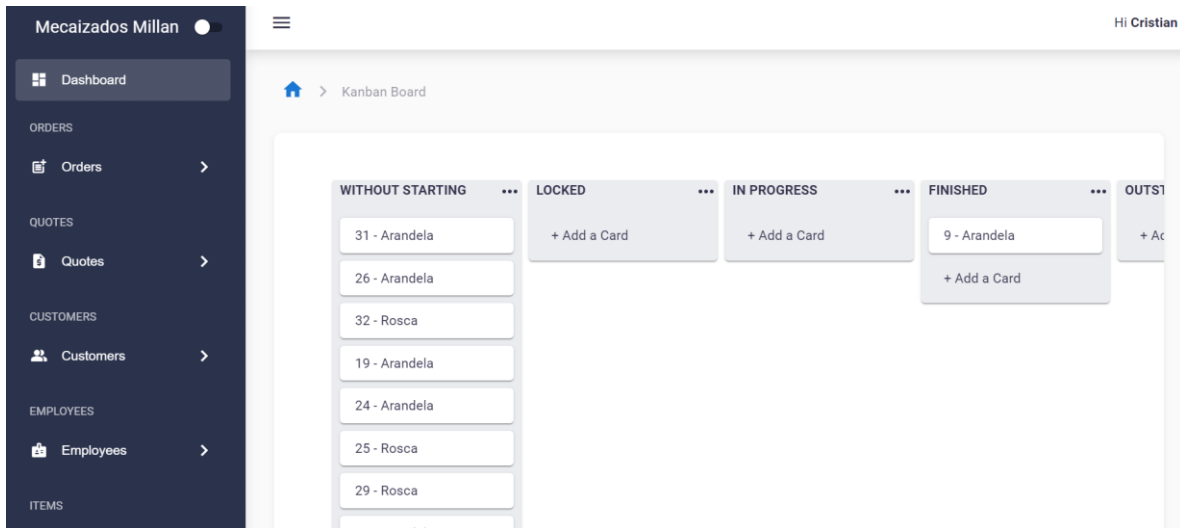 Mecaizados Millan
Hi Cristian
Dashboard
Kanban Board
ORDERS
Orders
QUOTES
Quotes
CUSTOMERS
Customers
EMPLOYEES
Employees
ITEMS
WITHOUT STARTING
31 - Arandela
26 - Arandela
32 - Rosca
19 - Arandela
24 - Arandela
25 - Rosca
29 - Rosca
LOCKED
+ Add a Card
IN PROGRESS
+ Add a Card
FINISHED
9 - Arandela
+ Add a Card